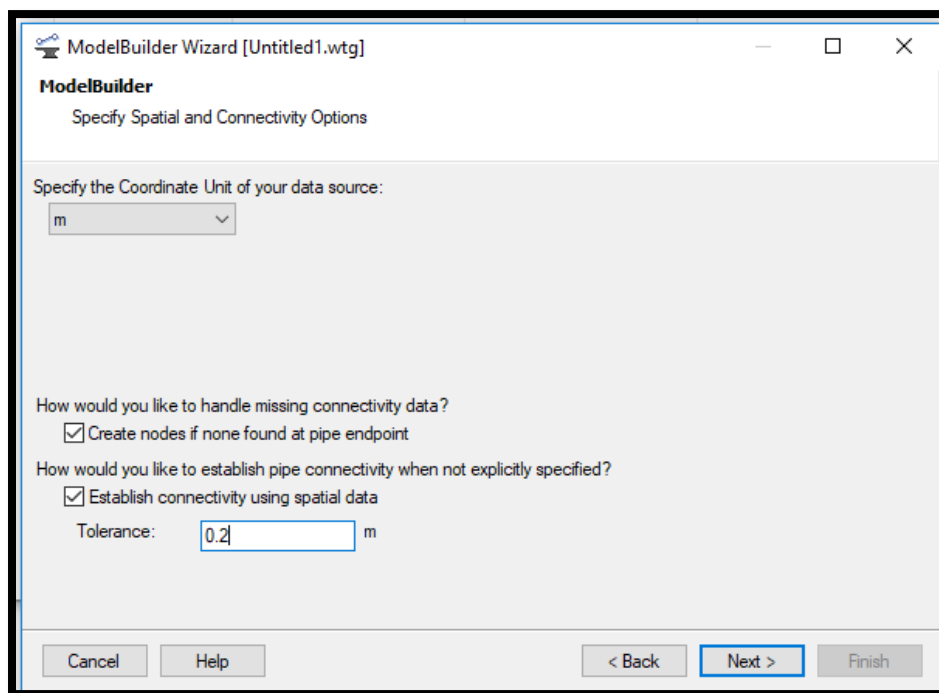 ModelBuilder Wizard [Untitled1.wtg]
ModelBuilder
Specify Spatial and Connectivity Options
Specify the Coordinate Unit of your data source:
m
How would you like to handle missing connectivity data?
Create nodes if none found at pipe endpoint
How would you like to establish pipe connectivity when not explicitly specified?
Establish connectivity using spatial data
Tolerance: 0.2 m
Cancel Help < Back Next > Finish